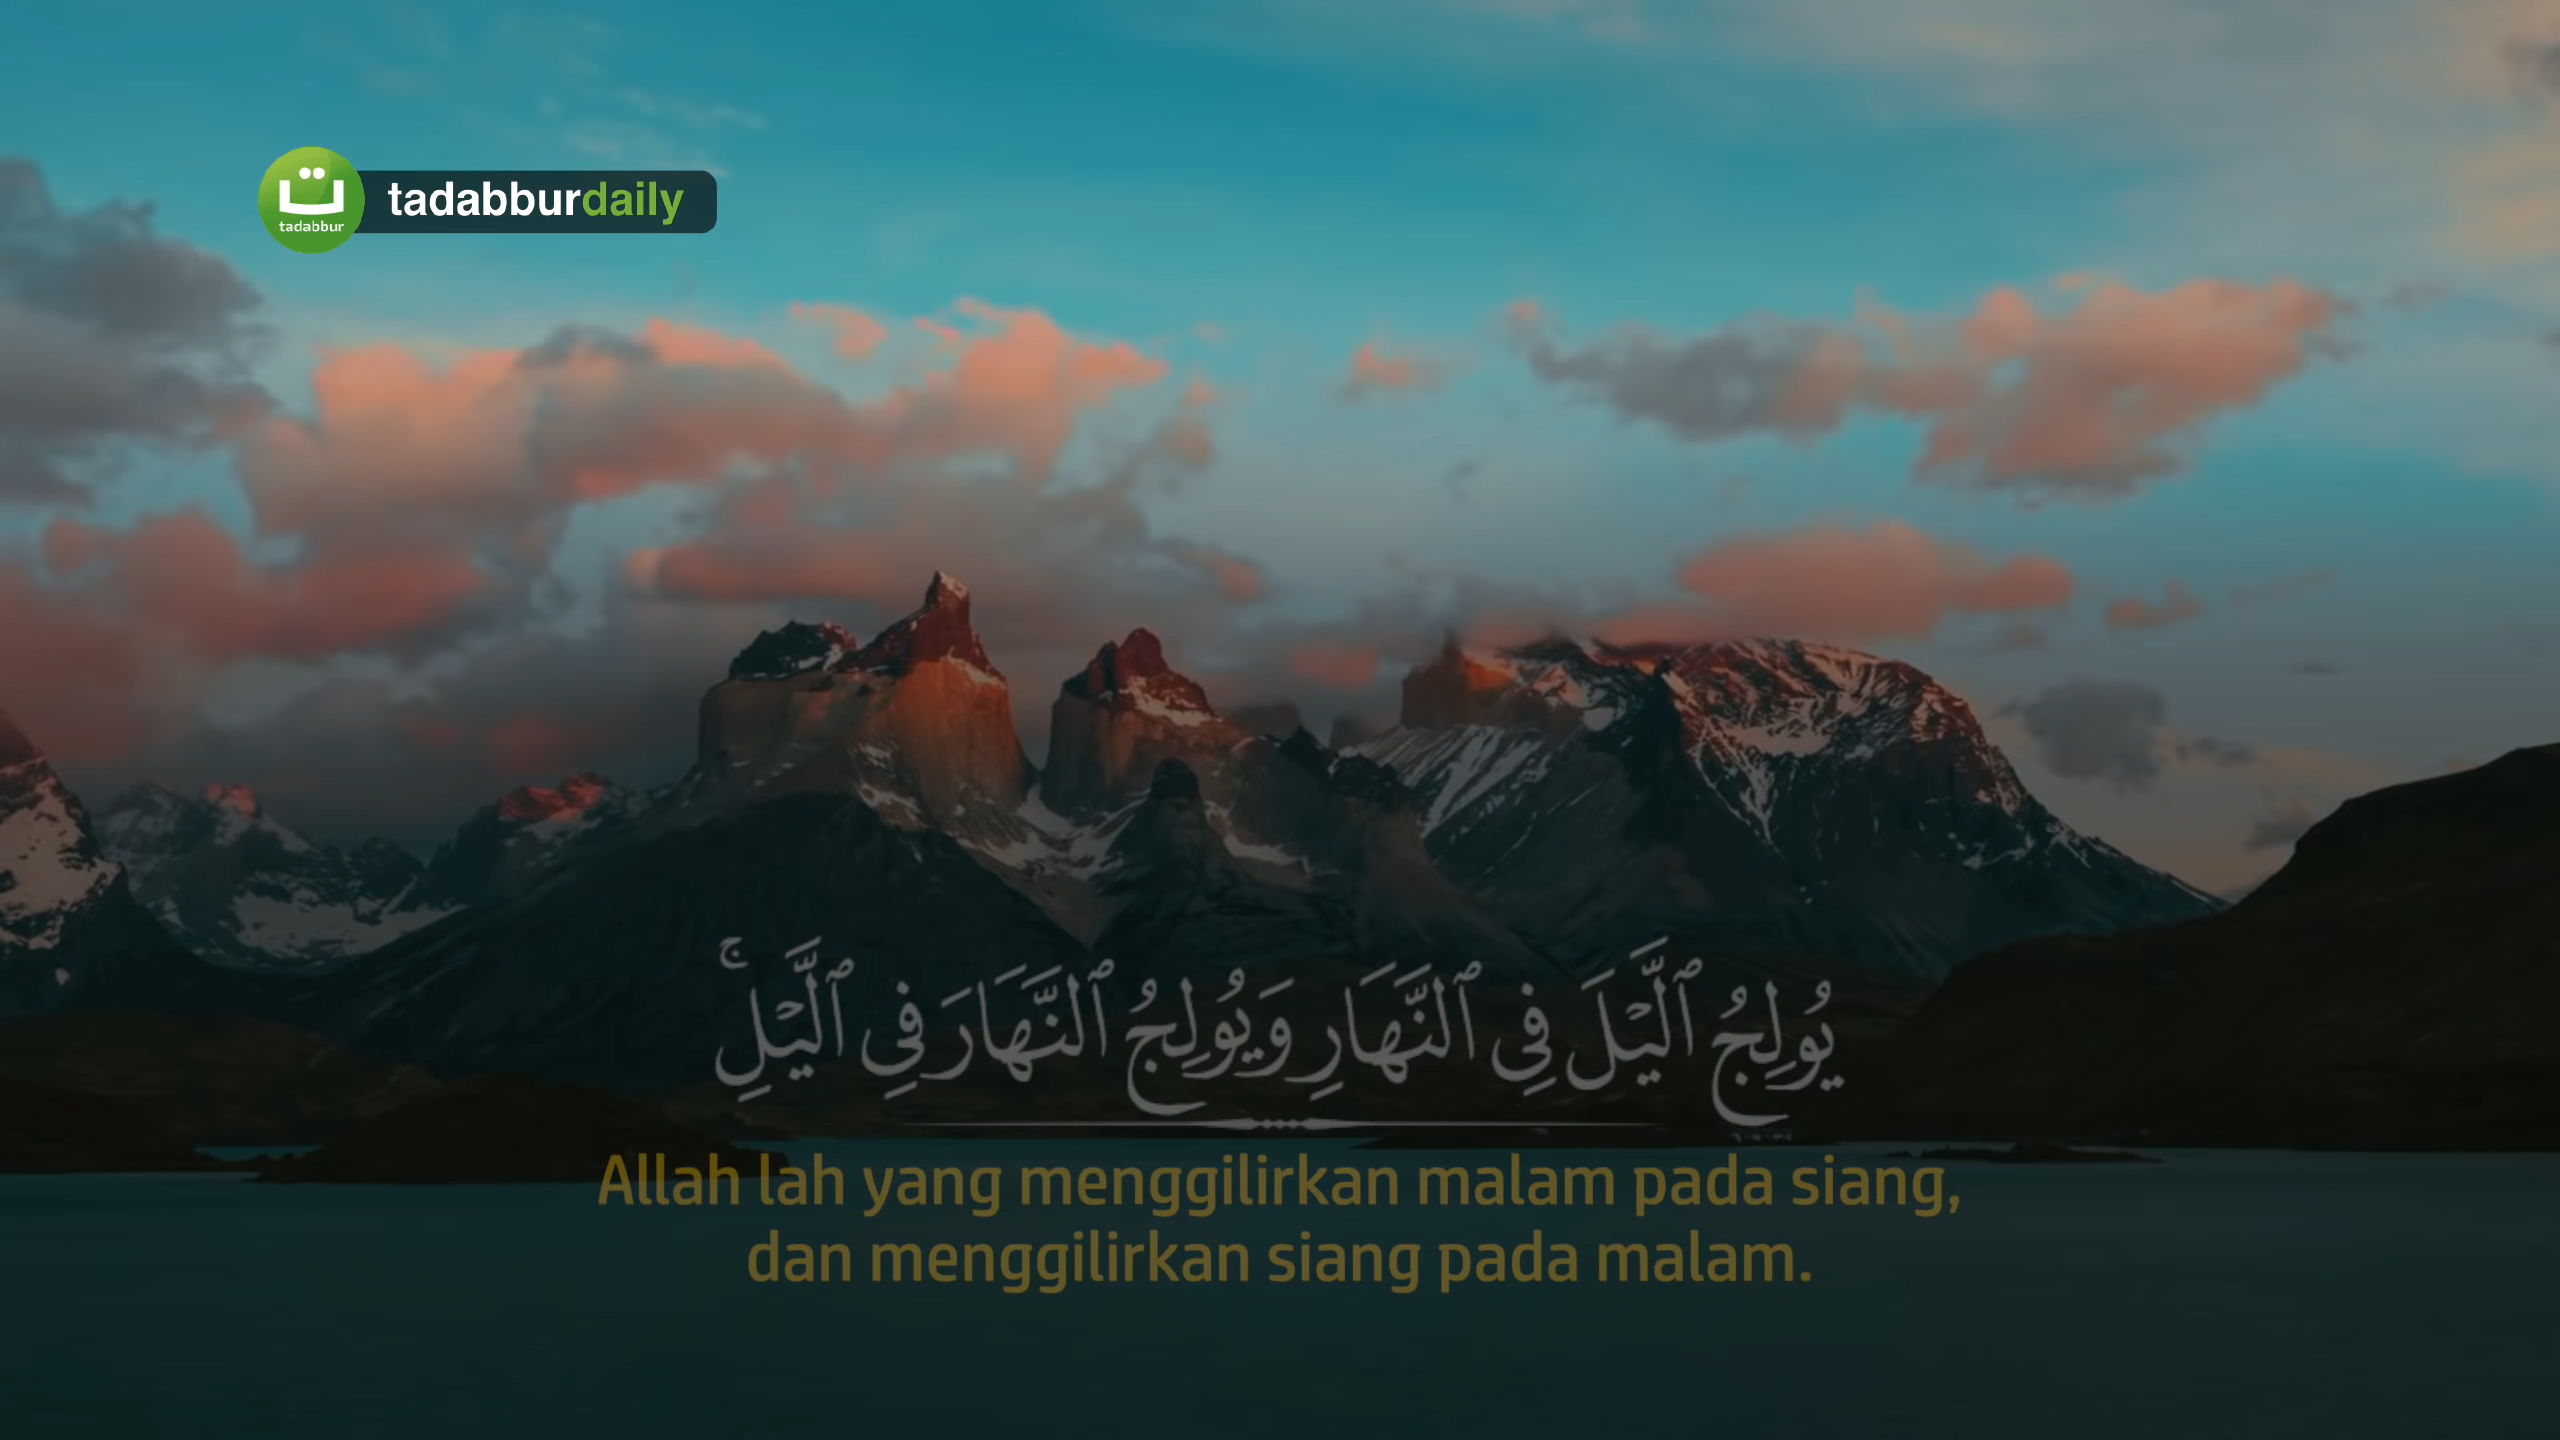 tadabbur
tadabburdaily
يُولِجُ ٱلَّيْلَ فِى ٱلنَّهَارِ وَيُولِجُ ٱلنَّهَارَ فِى ٱلَّيْلِ ۚ
Allah lah yang menggilirkan malam pada siang,
dan menggilirkan siang pada malam.